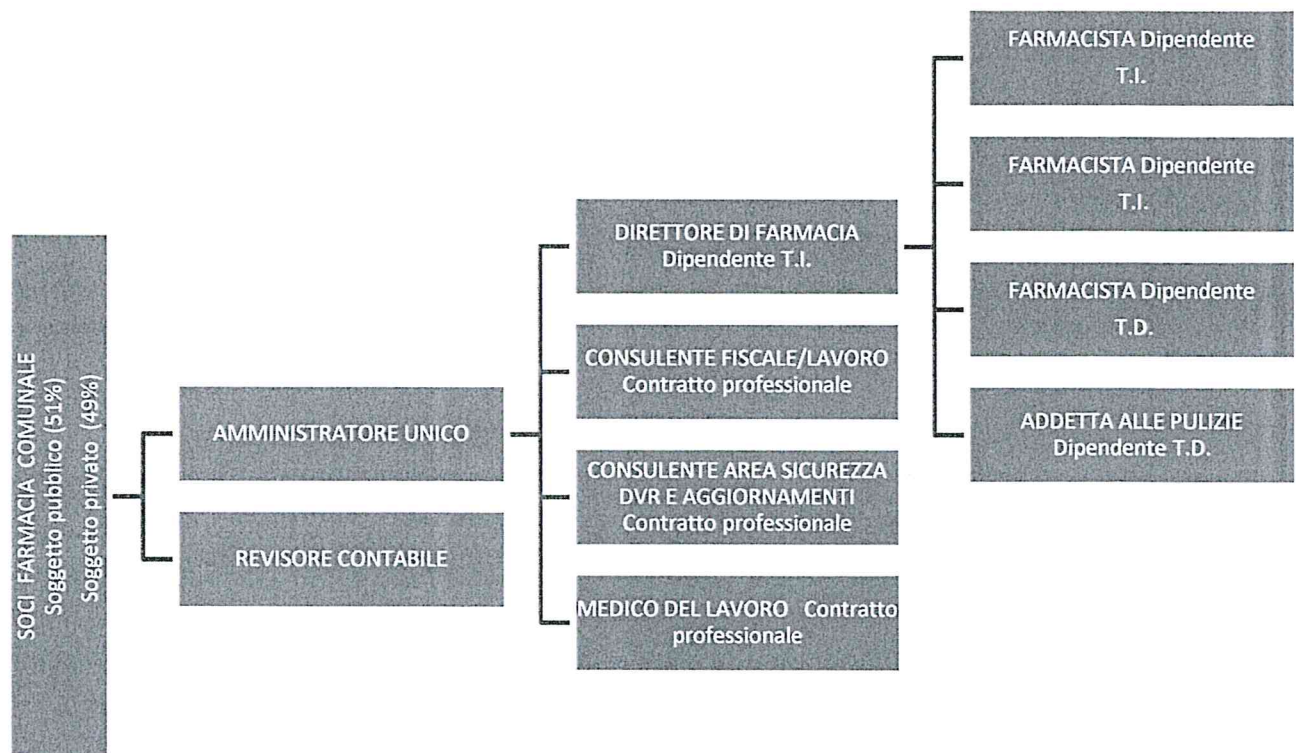 SOCI FARMACIA COMUNALE
Soggetto pubblico (51%)
Soggetto privato (49%)
AMMINISTRATORE UNICO
REVISORE CONTABILE
DIRETTORE DI FARMACIA
Dipendente T.I.
CONSULENTE FISCALE/LAVORO
Contratto professionale
CONSULENTE AREA SICUREZZA
DVR E AGGIORNAMENTI
Contratto professionale
MEDICO DEL LAVORO Contratto
professionale
FARMACISTA Dipendente
T.I.
FARMACISTA Dipendente
T.I.
FARMACISTA Dipendente
T.D.
ADDETTA ALLE PULIZIE
Dipendente T.D.